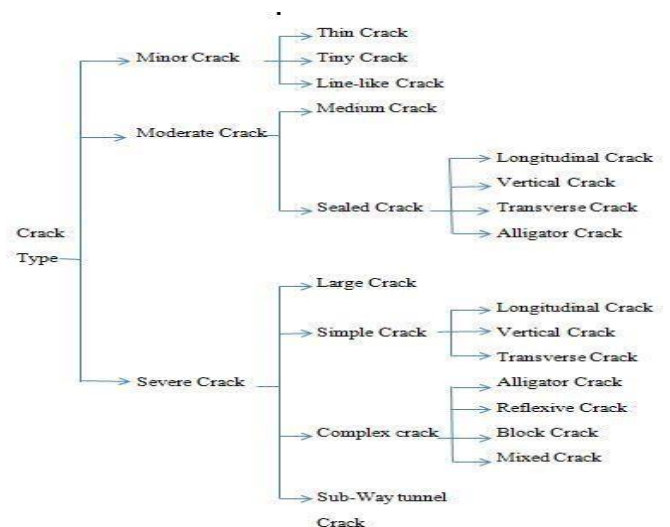 Crack
Type
Minor Crack
Thin Crack
Tiny Crack
Line-like Crack
Moderate Crack
Medium Crack
Sealed Crack
Longitudinal Crack
Vertical Crack
Transverse Crack
Alligator Crack
Severe Crack
Large Crack
Simple Crack
Longitudinal Crack
Vertical Crack
Transverse Crack
Complex crack
Alligator Crack
Reflexive Crack
Block Crack
Mixed Crack
Sub-Way tunnel
Crack